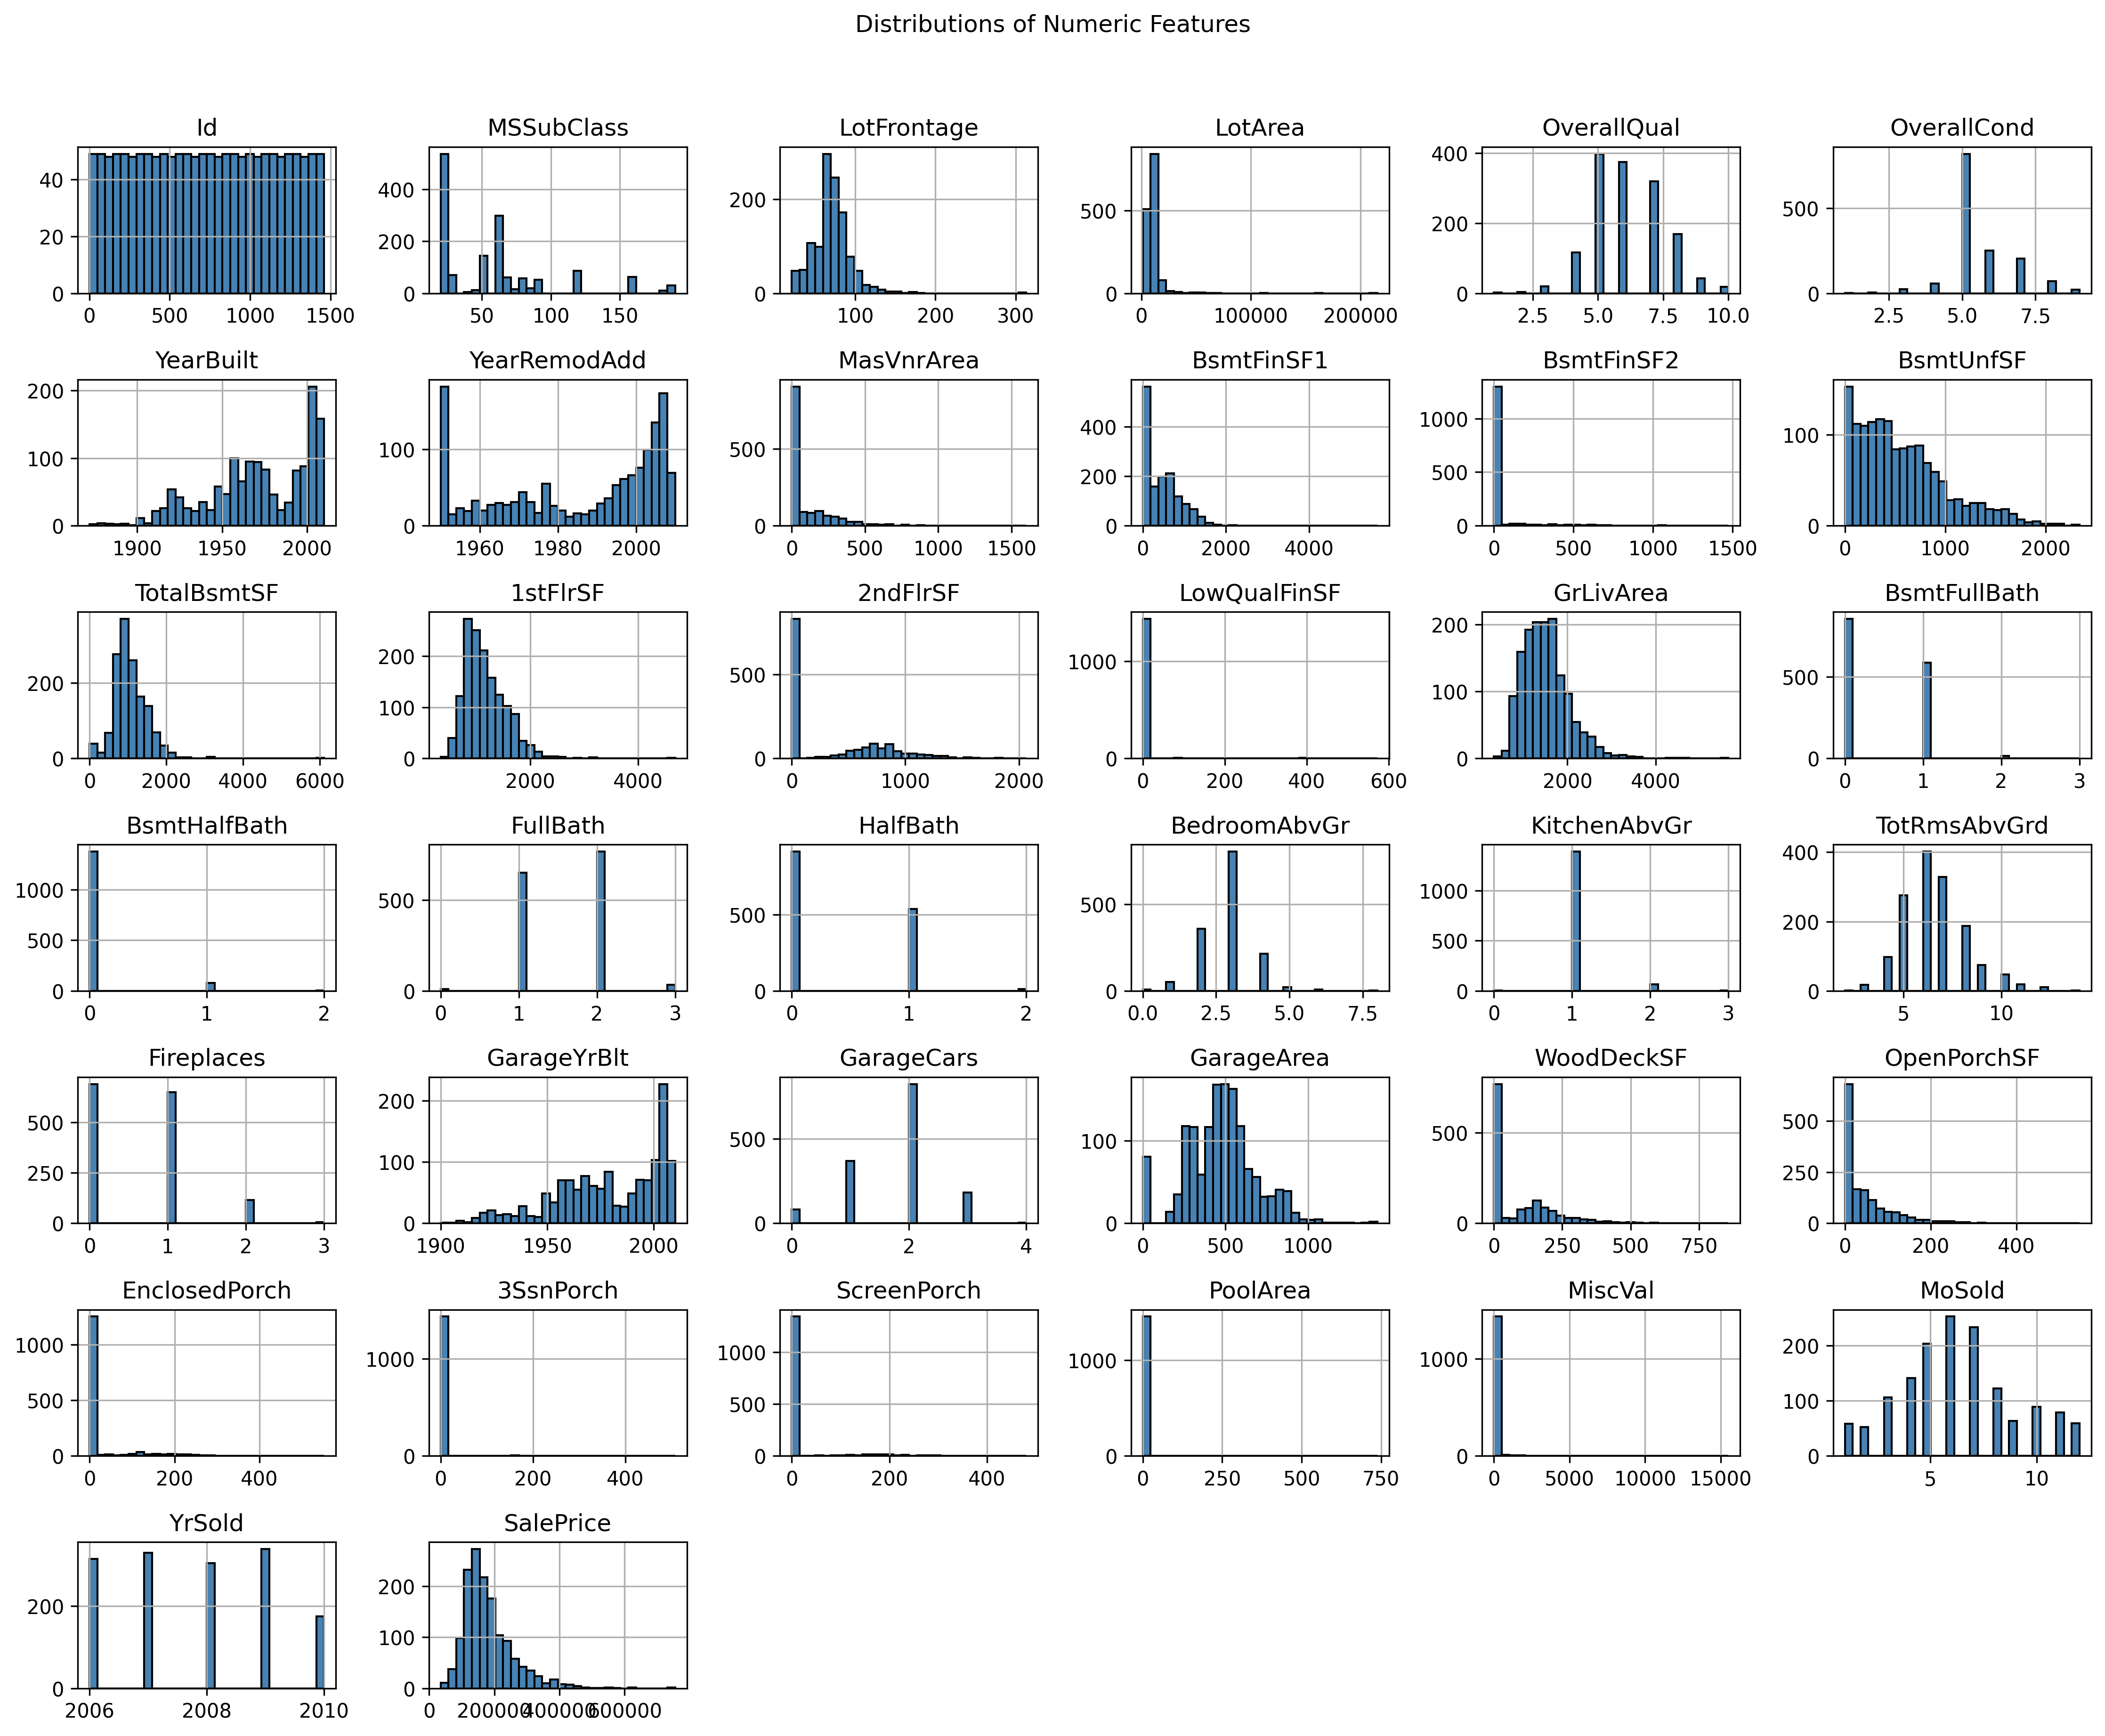 Distributions of Numeric Features
Id MSSubClass LotFrontage LotArea OverallQual OverallCond
40 20 0
0 500 1000 1500
400 200 0
50 100 150
200 0
100 200 300
500 0
0 100000 200000
400 200 0
2.5 5.0 7.5 10.0
500 0
2.5 5.0 7.5
YearBuilt YearRemodAdd MasVnrArea BsmtFinSF1 BsmtFinSF2 BsmtUnfSF
200 100 0
1900 1950 2000
100 0
1960 1980 2000
500 0
0 500 1000 1500
400 200 0
0 2000 4000
1000 500 0
0 500 1000 1500
100 0
0 1000 2000
TotalBsmtSF 1stFlrSF 2ndFlrSF LowQualFinSF GrLivArea BsmtFullBath
200 0
0 2000 4000 6000
200 100 0
2000 4000
500 0
0 1000 2000
1000 0
0 200 400 600
200 100 0
2000 4000
500 0
0 1 2 3
BsmtHalfBath FullBath HalfBath BedroomAbvGr KitchenAbvGr TotRmsAbvGrd
1000 500 0
0 1 2
500 0
0 1 2 3
500 0
0 1 2
500 0
0.0 2.5 5.0 7.5
1000 500 0
0 1 2 3
400 200 0
5 10
Fireplaces GarageYrBlt GarageCars GarageArea WoodDeckSF OpenPorchSF
500 250 0
0 1 2 3
200 100 0
1900 1950 2000
500 0
0 2 4
100 0
0 500 1000
500 0
0 250 500 750
500 250 0
0 200 400
EnclosedPorch 3SsnPorch ScreenPorch PoolArea MiscVal MoSold
1000 500 0
0 200 400
1000 0
0 200 400
1000 500 0
0 200 400
1000 0
0 250 500 750
1000 0
0 5000 10000 15000
200 100 0
5 10
YrSold SalePrice
200 0
2006 2008 2010
200 100 0
0 200000 400000 600000